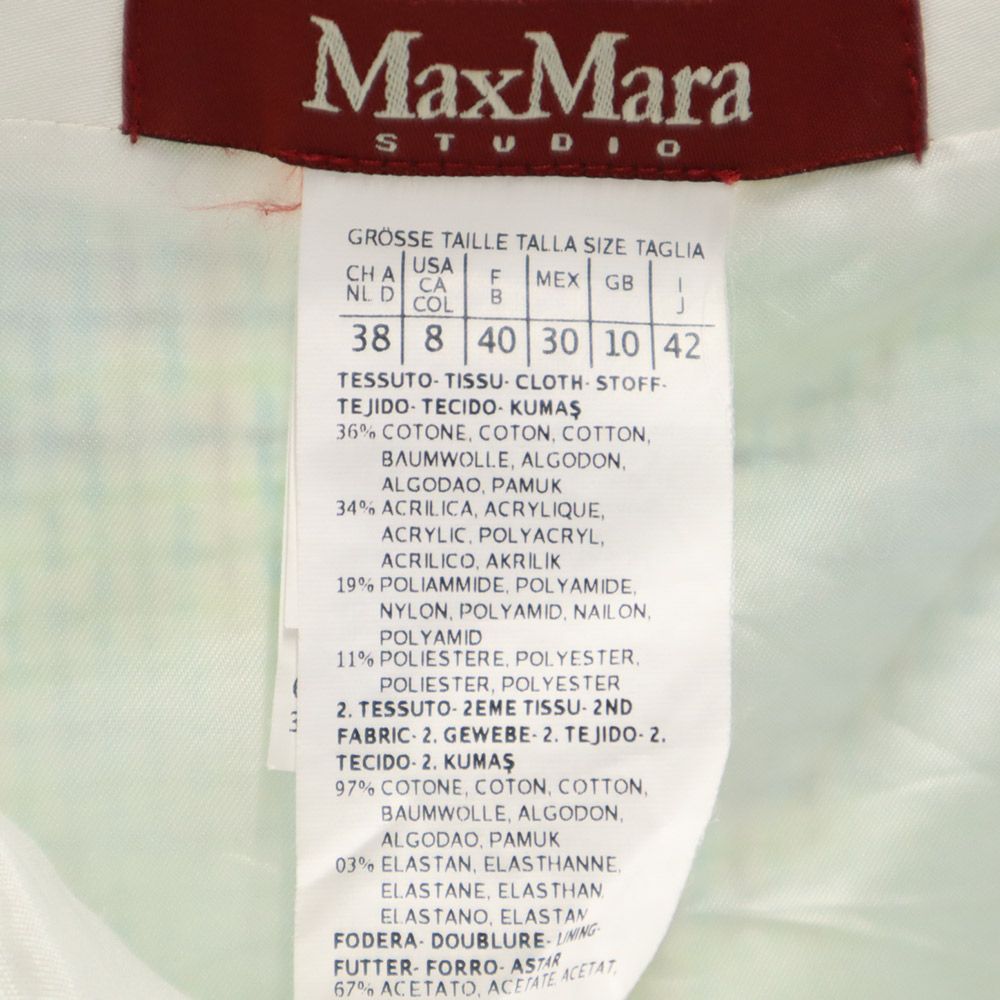 MaxMara
STUDIO
GRÖSSE TAILLE TALLA SIZE TAGLIA
CH A NL D USA CA COL F B MEX GB I J
38 8 40 30 10 42
TESSUTO- TISSU- CLOTH- STOFF-
TEJIDO- TECIDO- KUMAŞ
36% COTONE, COTON, COTTON,
BAUMWOLLE, ALGODON,
ALGODAO, PAMUK
34% ACRILICA, ACRYLIQUE,
ACRYLIC, POLYACRYL,
ACRILICO, AKRILIK
19% POLIAMMIDE, POLYAMIDE,
NYLON, POLYAMID, NAILON,
POLYAMID
11% POLIESTERE, POLYESTER,
POLIESTER, POLYESTER
2. TESSUTO- 2EME TISSU- 2ND
FABRIC- 2. GEWEBE- 2. TEJIDO- 2.
TECIDO- 2. KUMAŞ
97% COTONE, COTON, COTTON,
BAUMWOLLE, ALGODON,
ALGODAO, PAMUK
03% ELASTAN, ELASTHANNE,
ELASTANE, ELASTHAN,
ELASTANO, ELASTAN
FODERA- DOUBLURE- LINING-
FUTTER- FORRO- ASTAR
67% ACETATO, ACETATE, ACETAT,